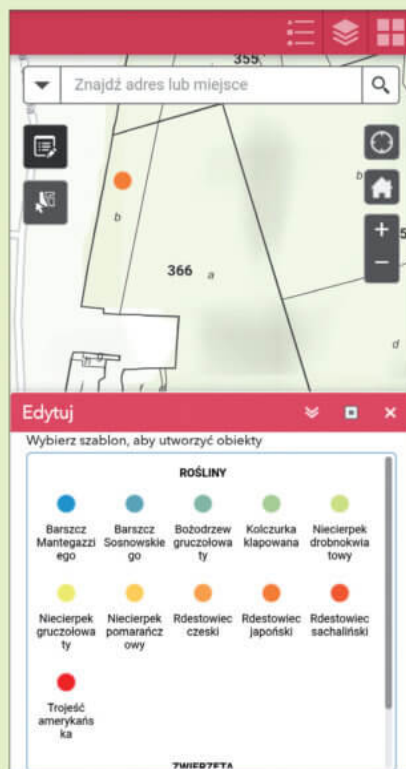 355
Znajdź adres lub miejsce
b
b
366 a
+
5
−
d
Edytuj
Wybierz szablon, aby utworzyć obiekty
ROŚLINY
Barszcz Barszcz Bożodrzew Kolczurka Niecierpek
Mantegazzi Sosnowskie gruczołowa klapowana drobnokwia
ego go ty towy
Niecierpek Niecierpek Rdestowiec Rdestowiec Rdestowiec
gruczołowa pomarańcz czeski japoński sachaliński
ty owy
Trojeść
amerykańs
ka
ZWIERZĘTA